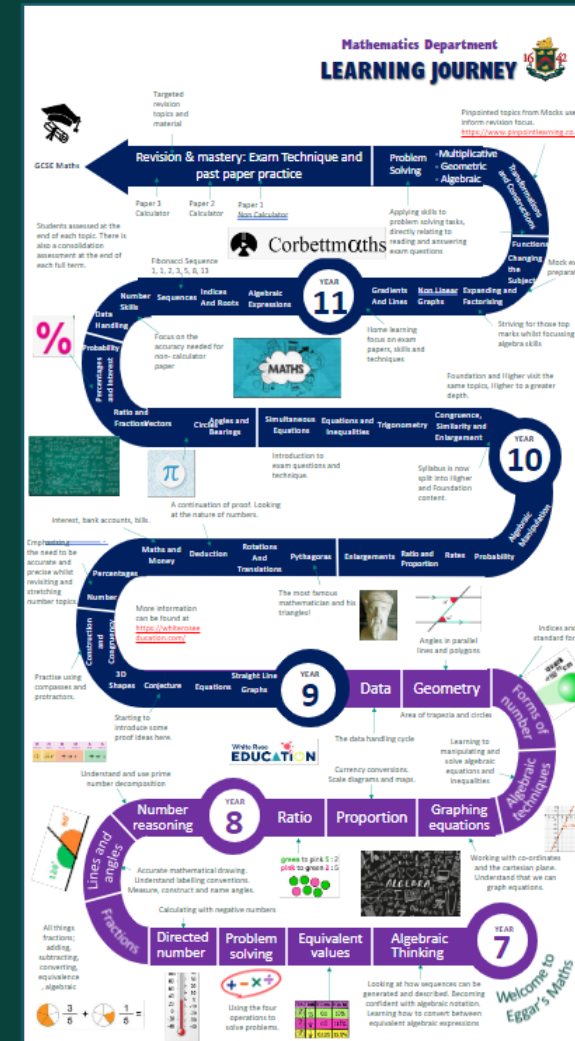 Mathematics Department
LEARNING JOURNEY
16 42
Targeted
revision
topics and
material
Pinpointed topics from Mocks use
inform revision focus.
https://www.pinpointlearning.co.
GCSE Maths
Revision & mastery: Exam Technique and
past paper practice
Problem
Solving
-Multiplicative
- Geometric
- Algebraic
Transformations
and Constructions
Paper 3
Calculator
Paper 2
Calculator
Paper 1
Non Calculator
Applying skills to
problem solving tasks,
directly relating to
reading and answering
exam questions
Students assessed at the
end of each topic. There is
also a consolidation
assessment at the end of
each full term.
Corbettmαths
Functions
Changing
the
Subject
Mock ex
prepara
Fibonacci Sequence
1, 1, 2, 3, 5, 8, 13
Number
Skills
Sequences
Indices
And Roots
Algebraic
Expressions
YEAR
11
Gradients
And Lines
Non Linear
Graphs
Expanding and
Factorising
Data
Handling
%
Probability
Percentages
and Interest
Focus on the
accuracy needed for
non- calculator
paper
MATHS
Home learning
focus on exam
papers, skills and
techniques
Striving for those top
marks whilst focussing
algebra skills
Foundation and Higher visit the
same topics, Higher to a greater
depth.
Ratio and
Fractions
Vectors
Circles
Angles and
Bearings
Simultaneous
Equations
Equations and
Inequalities
Trigonometry
Congruence,
Similarity and
Enlargement
YEAR
10
π
Introduction to
exam questions and
technique.
Syllabus is now
split into Higher
and Foundation
content.
A continuation of proof. Looking
at the nature of numbers.
Interest, bank accounts, bills.
Algebraic
Manipulation
Emphasising
the need to be
accurate and
precise whilst
revisiting and
stretching
number topics.
Percentages
Maths and
Money
Deduction
Rotations
And
Translations
Pythagoras
Enlargements
Ratio and
Proportion
Rates
Probability
Number
Construction
and
Congruency
More information
can be found at
https://whiterosee
ducation.com/
The most famous
mathematician and his
triangles!
Angles in parallel
lines and polygons
Indices and
standard for
Practise using
compasses and
protractors.
3D
Shapes
Conjecture
Equations
Straight Line
Graphs
YEAR
9
Data
Geometry
Forms of
number
Starting to
introduce some
proof ideas here.
White Rose
EDUCATION
The data handling cycle
Area of trapezia and circles
Learning to
manipulating and
solve algebraic
equations and
inequalities
Algebraic
techniques
Understand and use prime
number decomposition
Currency conversions.
Scale diagrams and maps.
Number
reasoning
YEAR
8
Ratio
Proportion
Graphing
equations
Lines and
angles
Accurate mathematical drawing.
Understand labelling conventions.
Measure, construct and name angles.
green to pink 5 : 2
pink to green 2 : 5
ALGEBRA
Working with co-ordinates
and the cartesian plane.
Understand that we can
graph equations.
Calculating with negative numbers
Fractions
Directed
number
Problem
solving
Equivalent
values
Algebraic
Thinking
YEAR
7
All things
fractions;
adding,
subtracting,
converting,
equivalence
, algebraic
3/6 + 1/6 =
Using the four
operations to
solve problems.
Looking at how sequences can be
generated and described. Becoming
confident with algebraic notation.
Learning how to convert between
equivalent algebraic expressions
Welcome to
Eggar's Maths